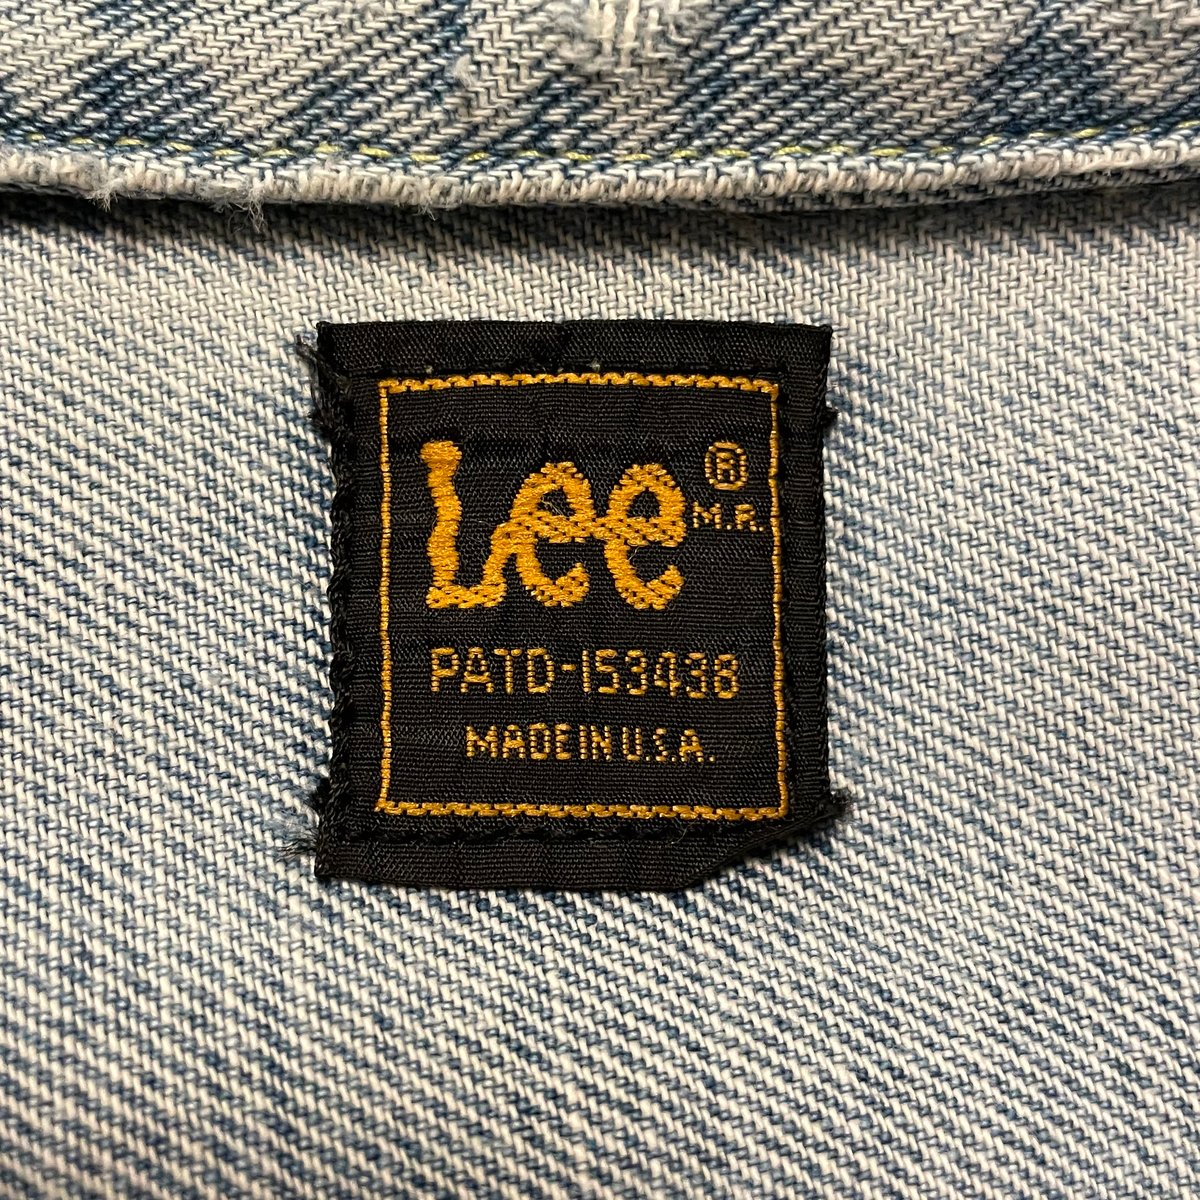 Lee ®
M.R.
PATD-153438
MADE IN U.S.A.